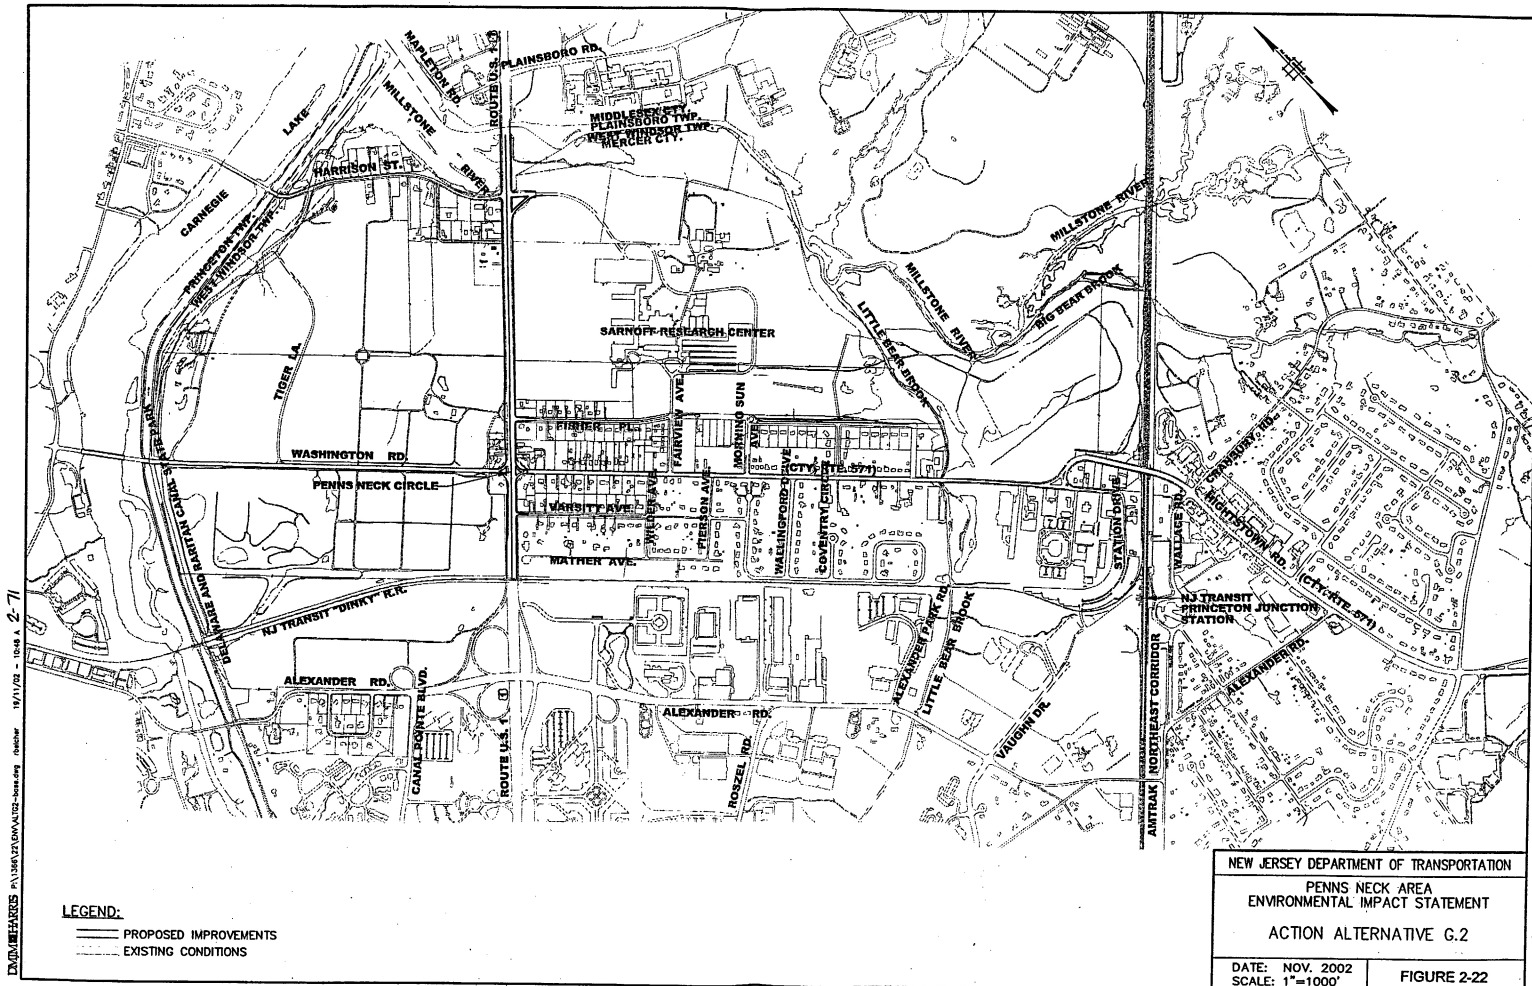 MAPLETON RD.
ROUTE U.S. 1
PLAINSBORO RD.
MILLSTONE
RIVER
MIDDLESEX CTY.
PLAINSBORO TWP.
WEST WINDSOR TWP.
MERCER CTY.
LAKE
CARNEGIE
HARRISON ST.
PRINCETON TWP.
WEST WINDSOR TWP.
MILLSTONE RIVER
MILLSTONE RIVER
BIG BEAR BROOK
LITTLE BEAR BROOK
SARNOFF RESEARCH CENTER
TIGER LA.
FAIRVIEW AVE.
MORNING SUN
AVE.
FISHER PL.
WASHINGTON RD.
PENNS NECK CIRCLE
(CTY. RTE. 571)
CRANBURY RD.
HIGHTSTOWN RD.
(CTY. RTE. 571)
VARSITY AVE.
PIERSON AVE.
WALLINGFORD DRIVE
COVENTRY CIRCLE
STATION DRIVE
WALLACE RD.
MATHER AVE.
DELAWARE AND RARITAN CANAL STATE PARK
NJ TRANSIT "DINKY" R.R.
NJ TRANSIT
PRINCETON JUNCTION
STATION
ALEXANDER PARK RD.
LITTLE BEAR BROOK
ALEXANDER RD.
ALEXANDER RD.
ALEXANDER RD.
CANAL POINTE BLVD.
ROUTE U.S. 1
ROSZEL RD.
VAUGHN DR.
AMTRAK NORTHEAST CORRIDOR
2-71
LEGEND:
PROPOSED IMPROVEMENTS
EXISTING CONDITIONS
NEW JERSEY DEPARTMENT OF TRANSPORTATION
PENNS NECK AREA
ENVIRONMENTAL IMPACT STATEMENT
ACTION ALTERNATIVE G.2
DATE: NOV. 2002
SCALE: 1"=1000'
FIGURE 2-22